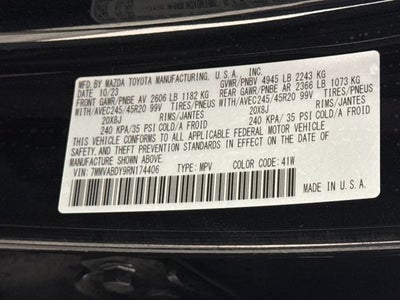 MFD. BY MAZDA TOYOTA MANUFACTURING, U.S.A. INC.
DATE: 10/23 GVWR/PNBV 4945 LB 2243 KG
FRONT GAWR/PNBE AV 2606 LB 1182 KG REAR GAWR/PNBE AR 2366 LB 1073 KG
WITH/AVEC245/45R20 99V TIRES/PNEUS WITH/AVEC245/45R20 99V TIRES/PNEUS
20X8J RIMS/JANTES 20X8J RIMS/JANTES
240 KPA/35 PSI COLD/A FROID 240 KPA/35 PSI COLD/A FROID
THIS VEHICLE CONFORMS TO ALL APPLICABLE FEDERAL MOTOR VEHICLE
SAFETY, BUMPER, AND THEFT PREVENTION STANDARDS IN EFFECT ON THE DATE OF
MANUFACTURE SHOWN ABOVE.
VIN: 7MMVABDY9RN174406 TYPE: MPV COLOR CODE: 41W
MADE IN U.S.A.